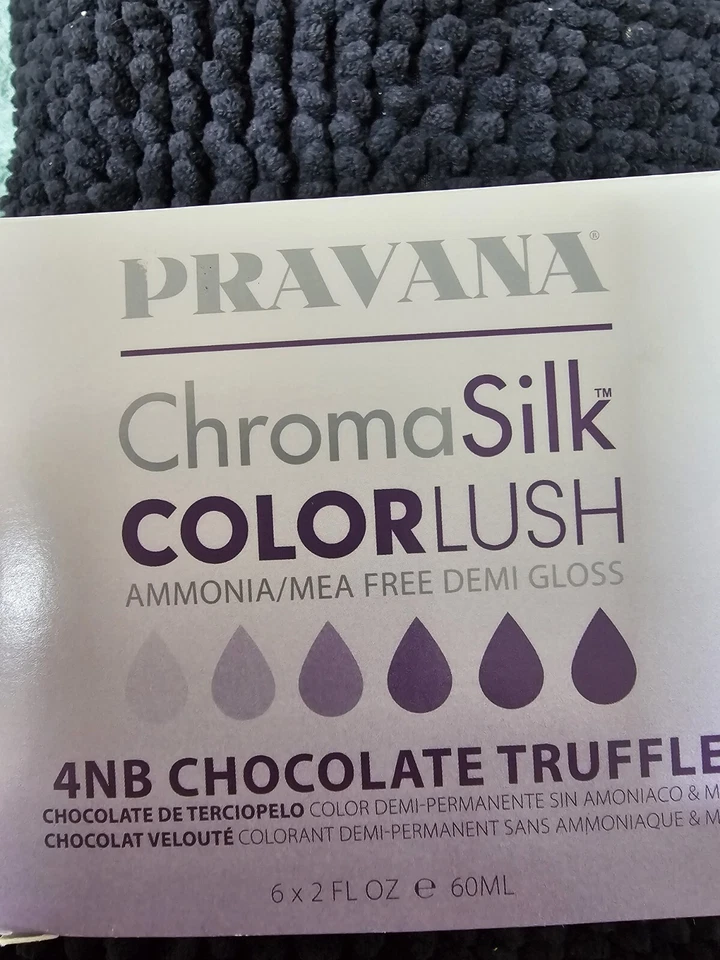 PRAVANA®
ChromaSilk™
COLORLUSH
AMMONIA/MEA FREE DEMI GLOSS
4NB CHOCOLATE TRUFFLE
CHOCOLATE DE TERCIOPELO COLOR DEMI-PERMANENTE SIN AMONIACO & M
CHOCOLAT VELOUTÉ COLORANT DEMI-PERMANENT SANS AMMONIAQUE & M
6 x 2 FL OZ ℮ 60ML